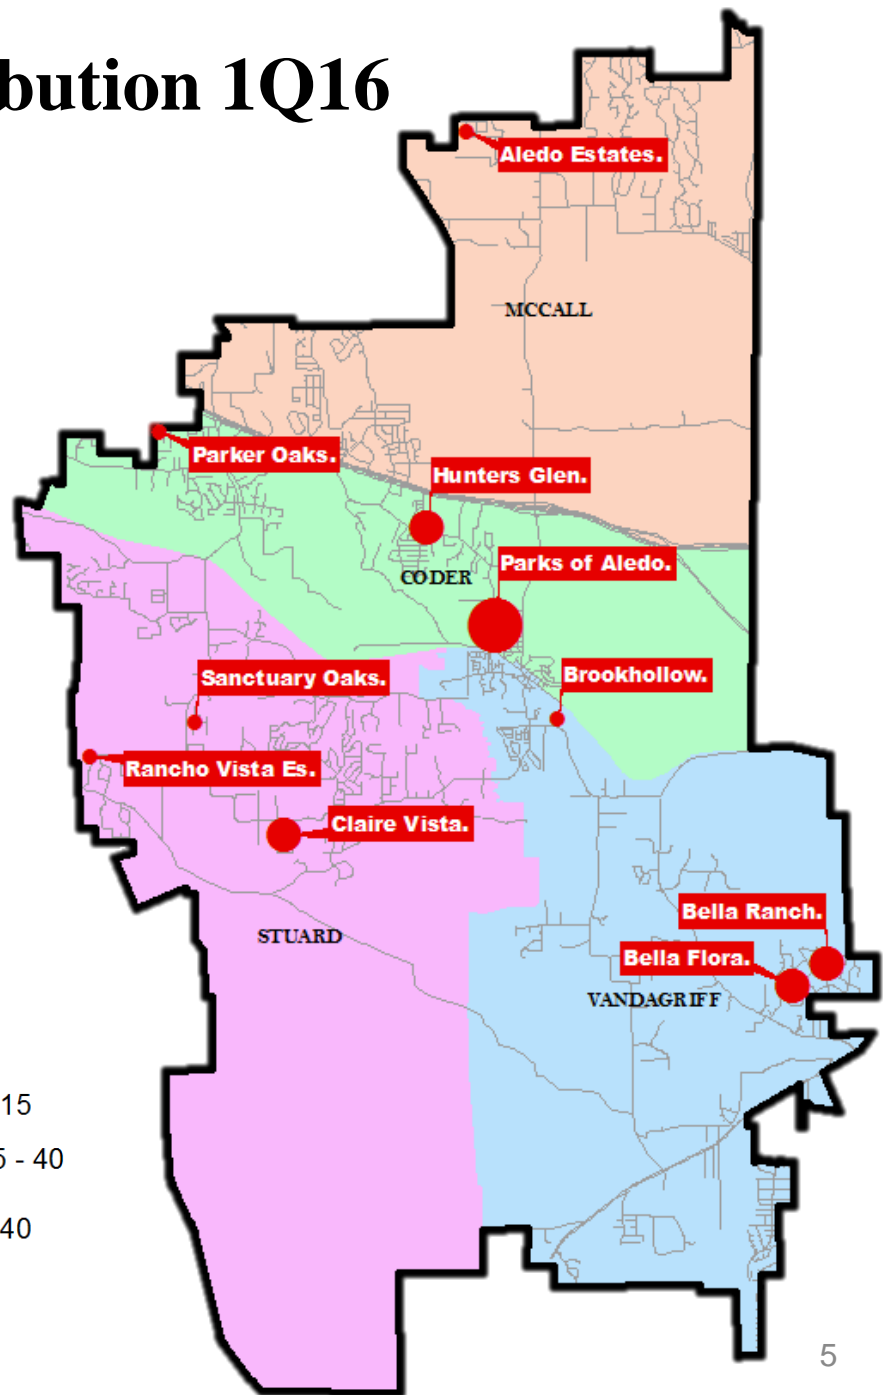 bution 1Q16
Aledo Estates.
MCCALL
Parker Oaks.
Hunters Glen.
CODER
Parks of Aledo.
Sanctuary Oaks.
Brookhollow.
Rancho Vista Es.
Claire Vista.
Bella Ranch.
STUARD
Bella Flora.
VANDAGRIFF
15
5 - 40
40
5